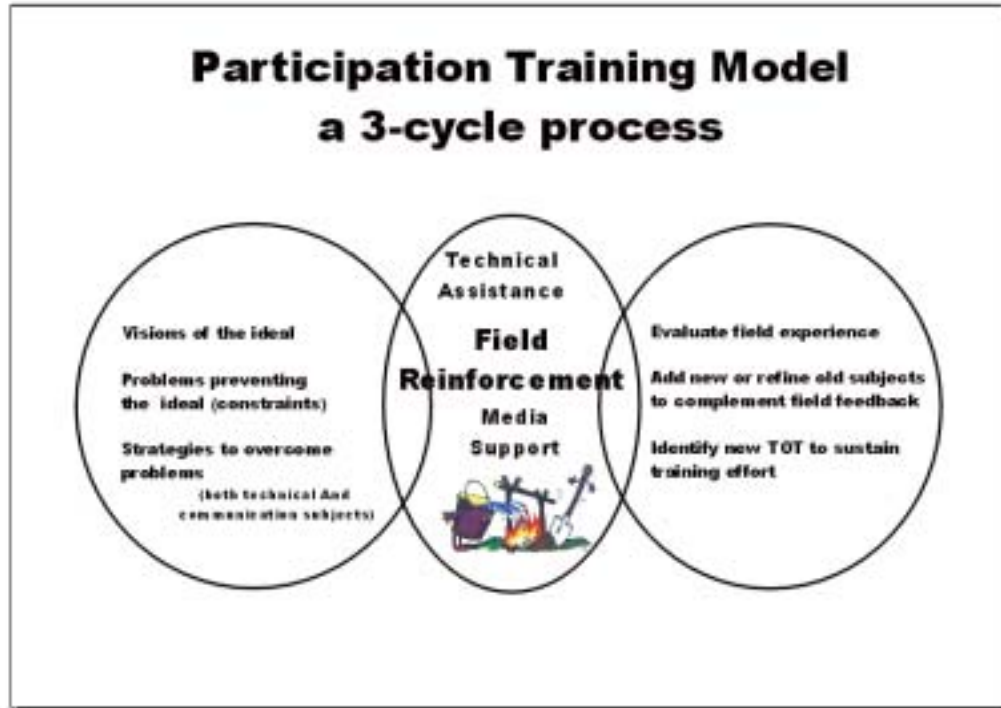 Participation Training Model
a 3-cycle process
Visions of the ideal
Problems preventing
the ideal (constraints)
Strategies to overcome
problems
(both technical And
communication subjects)
Technical
Assistance
Field
Reinforcement
Media
Support
Evaluate field experience
Add new or refine old subjects
to complement field feedback
Identify new TOT to sustain
training effort